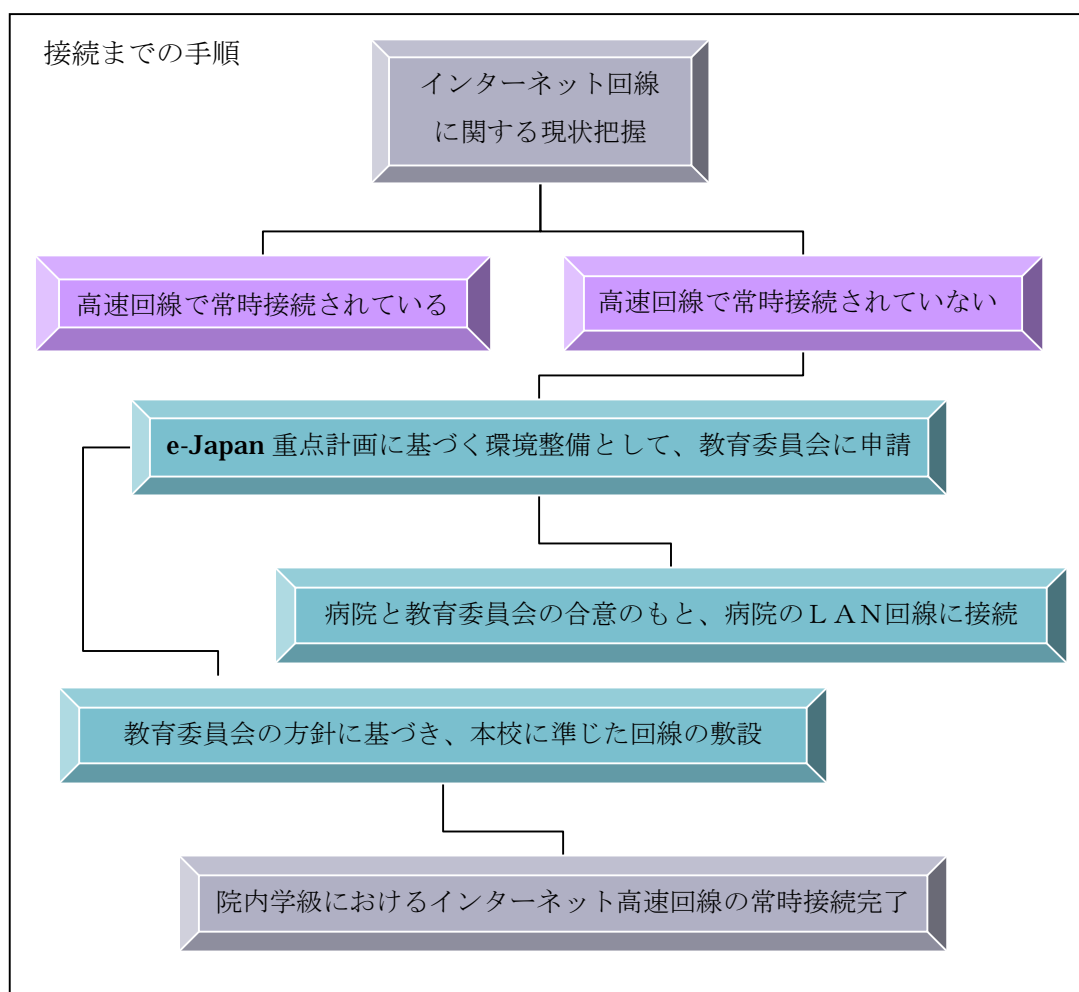 接続までの手順
インターネット回線
に関する現状把握
高速回線で常時接続されている
高速回線で常時接続されていない
e-Japan 重点計画に基づく環境整備として、教育委員会に申請
病院と教育委員会の合意のもと、病院のＬＡＮ回線に接続
教育委員会の方針に基づき、本校に準じた回線の敷設
院内学級におけるインターネット高速回線の常時接続完了